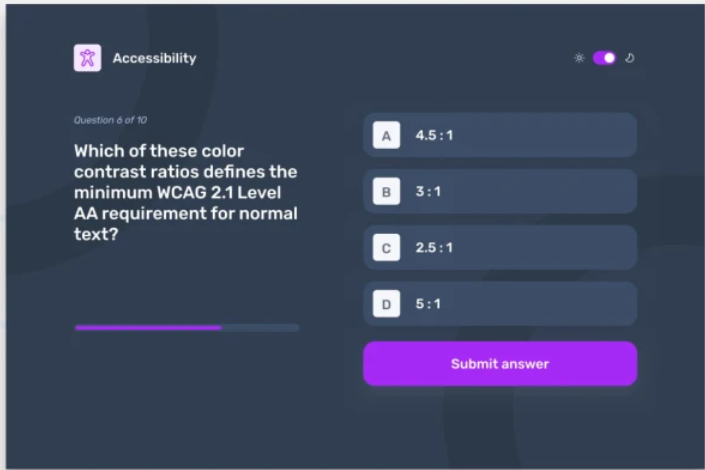 Accessibility
Question 6 of 10
Which of these color
contrast ratios defines the
minimum WCAG 2.1 Level
AA requirement for normal
text?
A 4.5 : 1
B 3 : 1
C 2.5 : 1
D 5 : 1
Submit answer